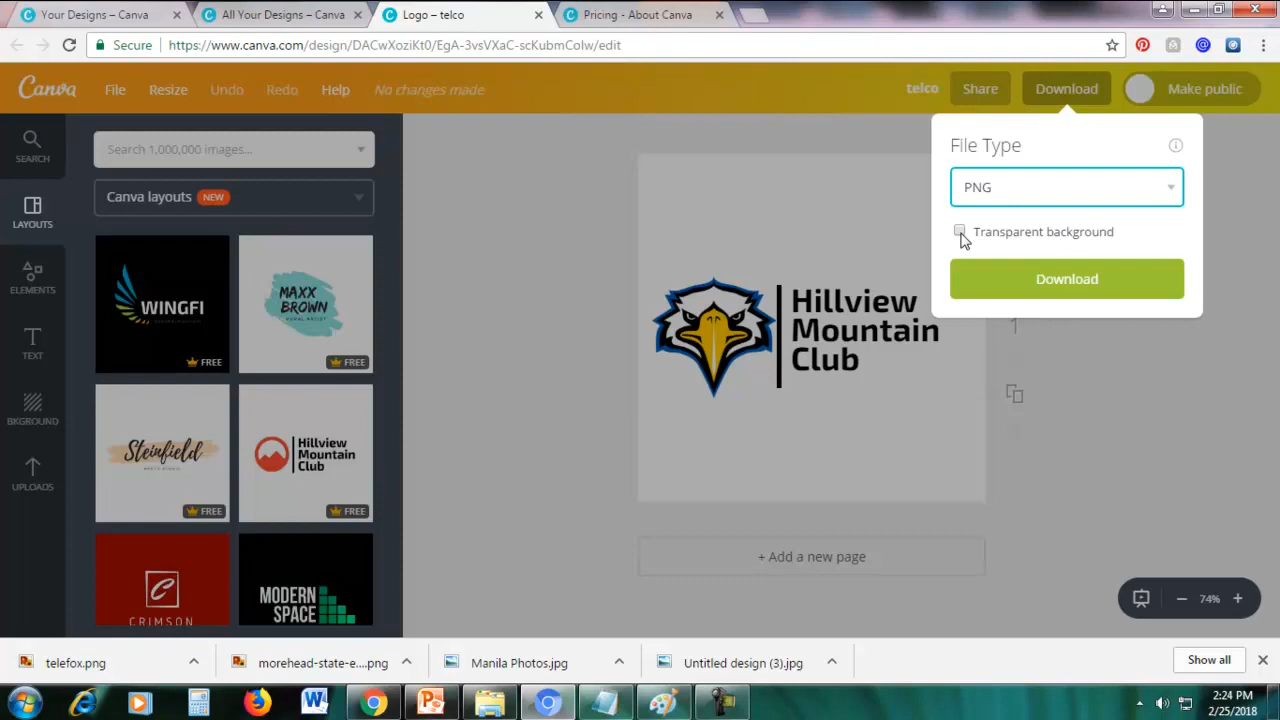 Your Designs – Canva
All Your Designs – Canva
Logo – telco
Pricing - About Canva
Secure
https://www.canva.com/design/DACwXoziKt0/EgA-3vsVXaC-scKubmColw/edit
Canva
File
Resize
Undo
Redo
Help
No changes made
telco
Share
Download
Make public
SEARCH
LAYOUTS
ELEMENTS
TEXT
BKGROUND
UPLOADS
Search 1,000,000 images...
Canva layouts NEW
WINGFI
FREE
MAXX
BROWN
FREE
Steinfield
FREE
Hillview
Mountain
Club
FREE
C
CRIMSON
MODERN
SPACE
Hillview
Mountain
Club
1
+ Add a new page
File Type
PNG
Transparent background
Download
74%
telefox.png
morehead-state-e....png
Manila Photos.jpg
Untitled design (3).jpg
Show all
2:24 PM
2/25/2018